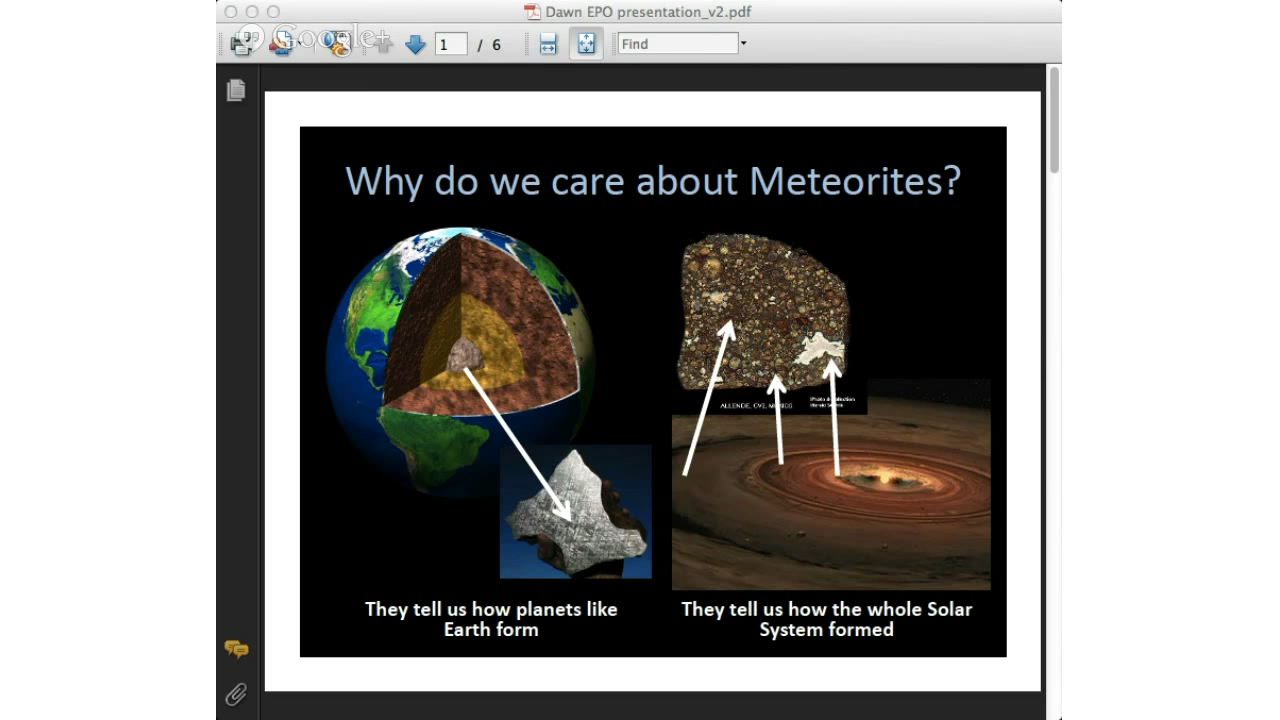 Dawn EPO presentation_v2.pdf
Google+
1 / 6
Find
Why do we care about Meteorites?
ALLENDE, CV3, MEXICO
They tell us how planets like
Earth form
They tell us how the whole Solar
System formed